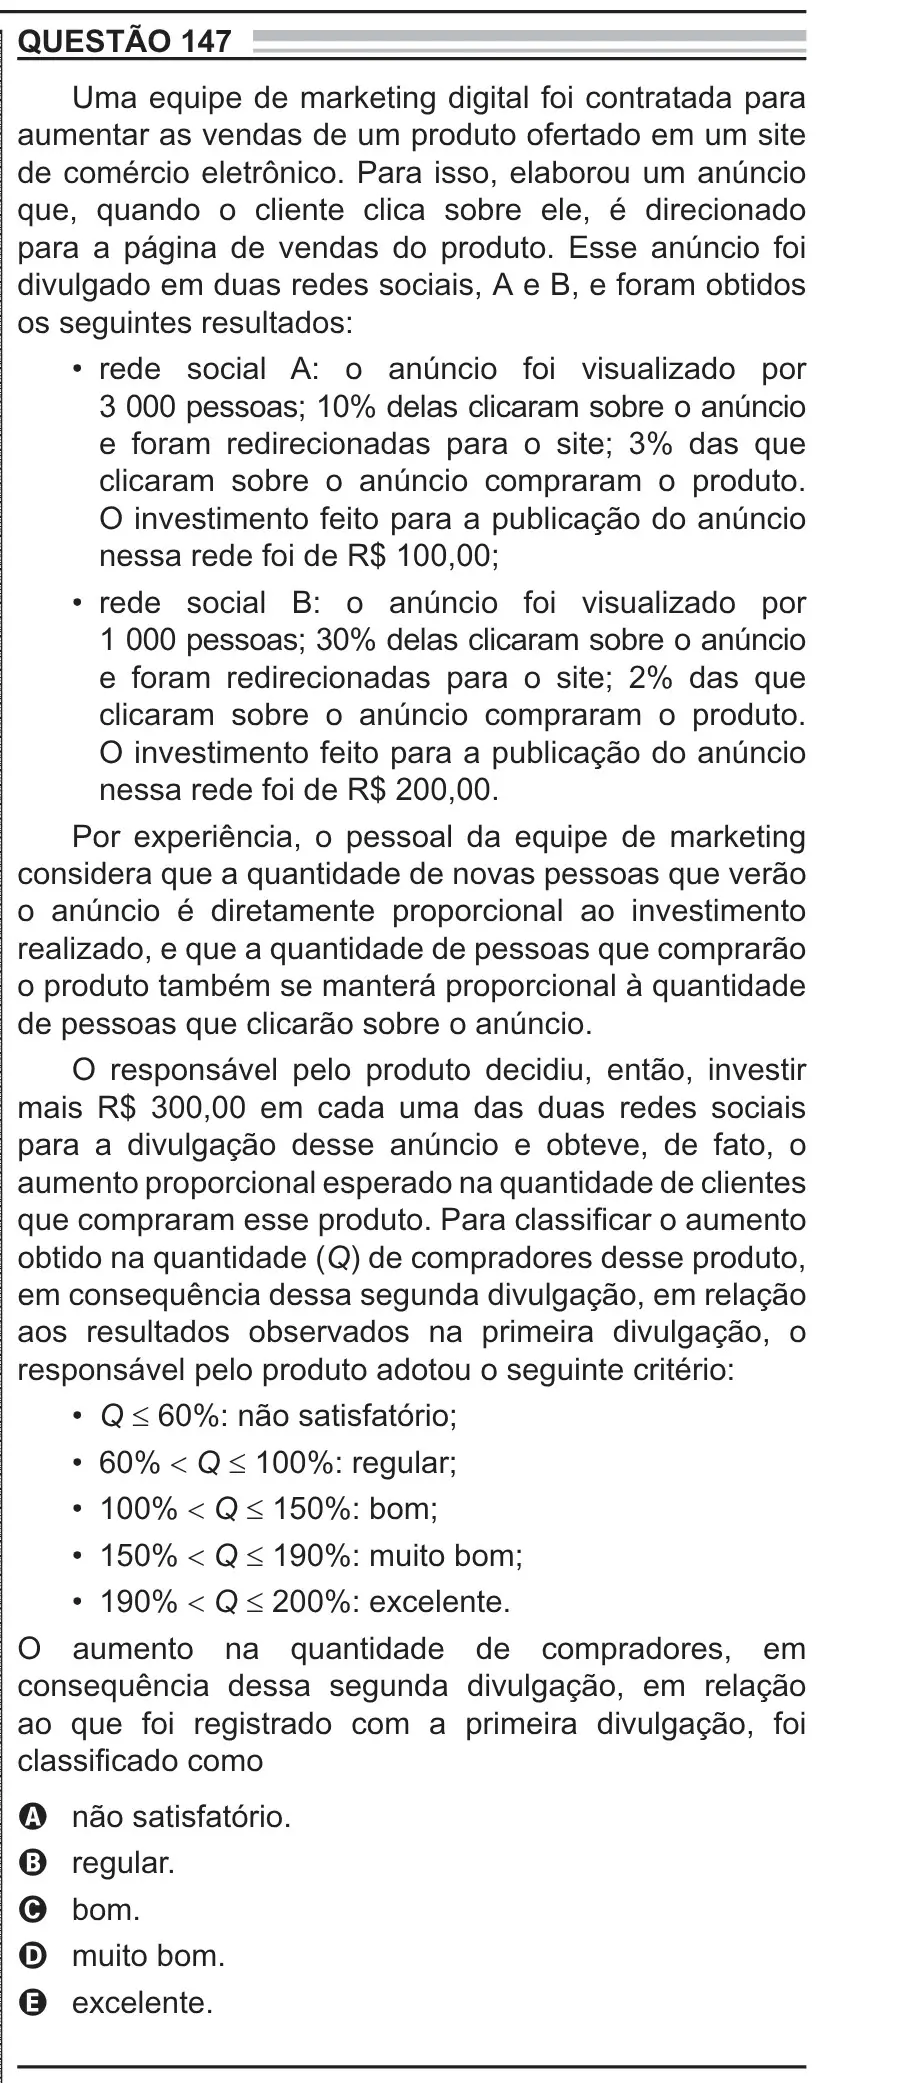 QUESTÃO 147
Uma equipe de marketing digital foi contratada para
aumentar as vendas de um produto ofertado em um site
de comércio eletrônico. Para isso, elaborou um anúncio
que, quando o cliente clica sobre ele, é direcionado
para a página de vendas do produto. Esse anúncio foi
divulgado em duas redes sociais, A e B, e foram obtidos
os seguintes resultados:
• rede social A: o anúncio foi visualizado por
3 000 pessoas; 10% delas clicaram sobre o anúncio
e foram redirecionadas para o site; 3% das que
clicaram sobre o anúncio compraram o produto.
O investimento feito para a publicação do anúncio
nessa rede foi de R$ 100,00;
• rede social B: o anúncio foi visualizado por
1 000 pessoas; 30% delas clicaram sobre o anúncio
e foram redirecionadas para o site; 2% das que
clicaram sobre o anúncio compraram o produto.
O investimento feito para a publicação do anúncio
nessa rede foi de R$ 200,00.
Por experiência, o pessoal da equipe de marketing
considera que a quantidade de novas pessoas que verão
o anúncio é diretamente proporcional ao investimento
realizado, e que a quantidade de pessoas que comprarão
o produto também se manterá proporcional à quantidade
de pessoas que clicarão sobre o anúncio.
O responsável pelo produto decidiu, então, investir
mais R$ 300,00 em cada uma das duas redes sociais
para a divulgação desse anúncio e obteve, de fato, o
aumento proporcional esperado na quantidade de clientes
que compraram esse produto. Para classificar o aumento
obtido na quantidade (Q) de compradores desse produto,
em consequência dessa segunda divulgação, em relação
aos resultados observados na primeira divulgação, o
responsável pelo produto adotou o seguinte critério:
• Q ≤ 60%: não satisfatório;
• 60% < Q ≤ 100%: regular;
• 100% < Q ≤ 150%: bom;
• 150% < Q ≤ 190%: muito bom;
• 190% < Q ≤ 200%: excelente.
O aumento na quantidade de compradores, em
consequência dessa segunda divulgação, em relação
ao que foi registrado com a primeira divulgação, foi
classificado como
A não satisfatório.
B regular.
C bom.
D muito bom.
E excelente.